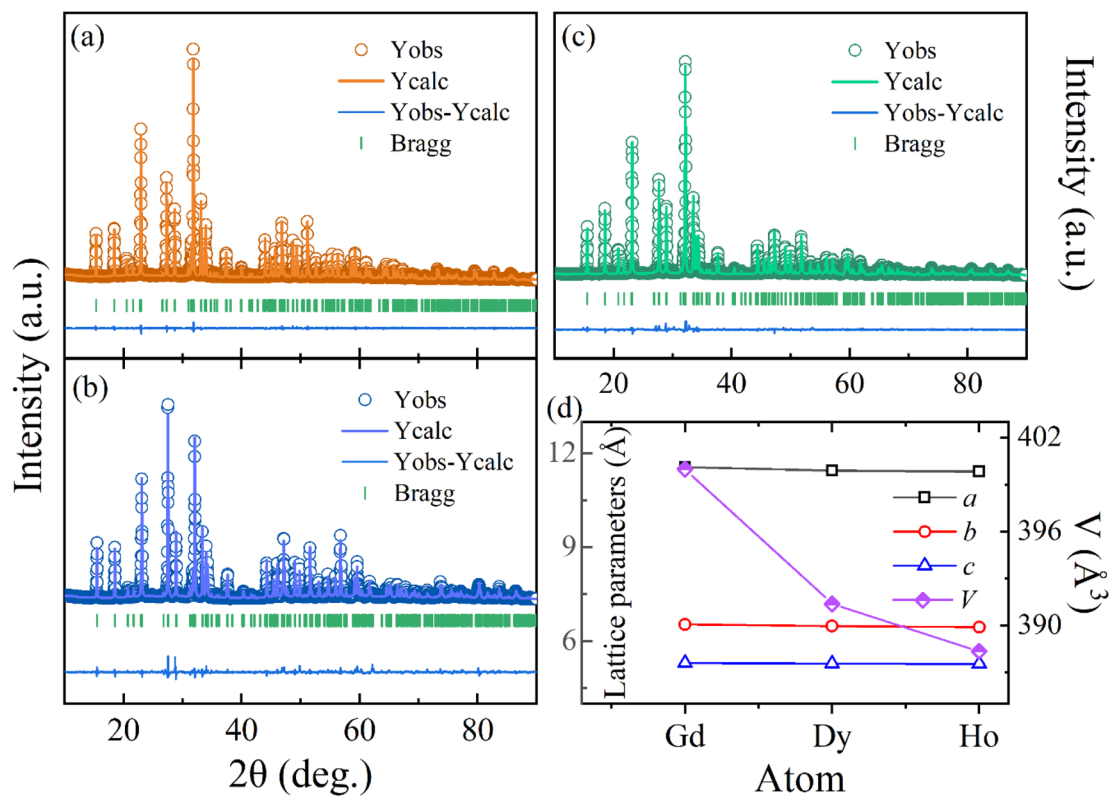 (a)
Yobs
Ycalc
Yobs-Ycalc
Bragg
(c)
Yobs
Ycalc
Yobs-Ycalc
Bragg
Intensity (a.u.)
Intensity (a.u.)
(b)
Yobs
Ycalc
Yobs-Ycalc
Bragg
20 40 60 80
2θ (deg.)
20 40 60 80
(d)
12
9
6
Lattice parameters (Å)
a
b
c
V
402
396
390
V (Å³)
Gd Dy Ho
Atom